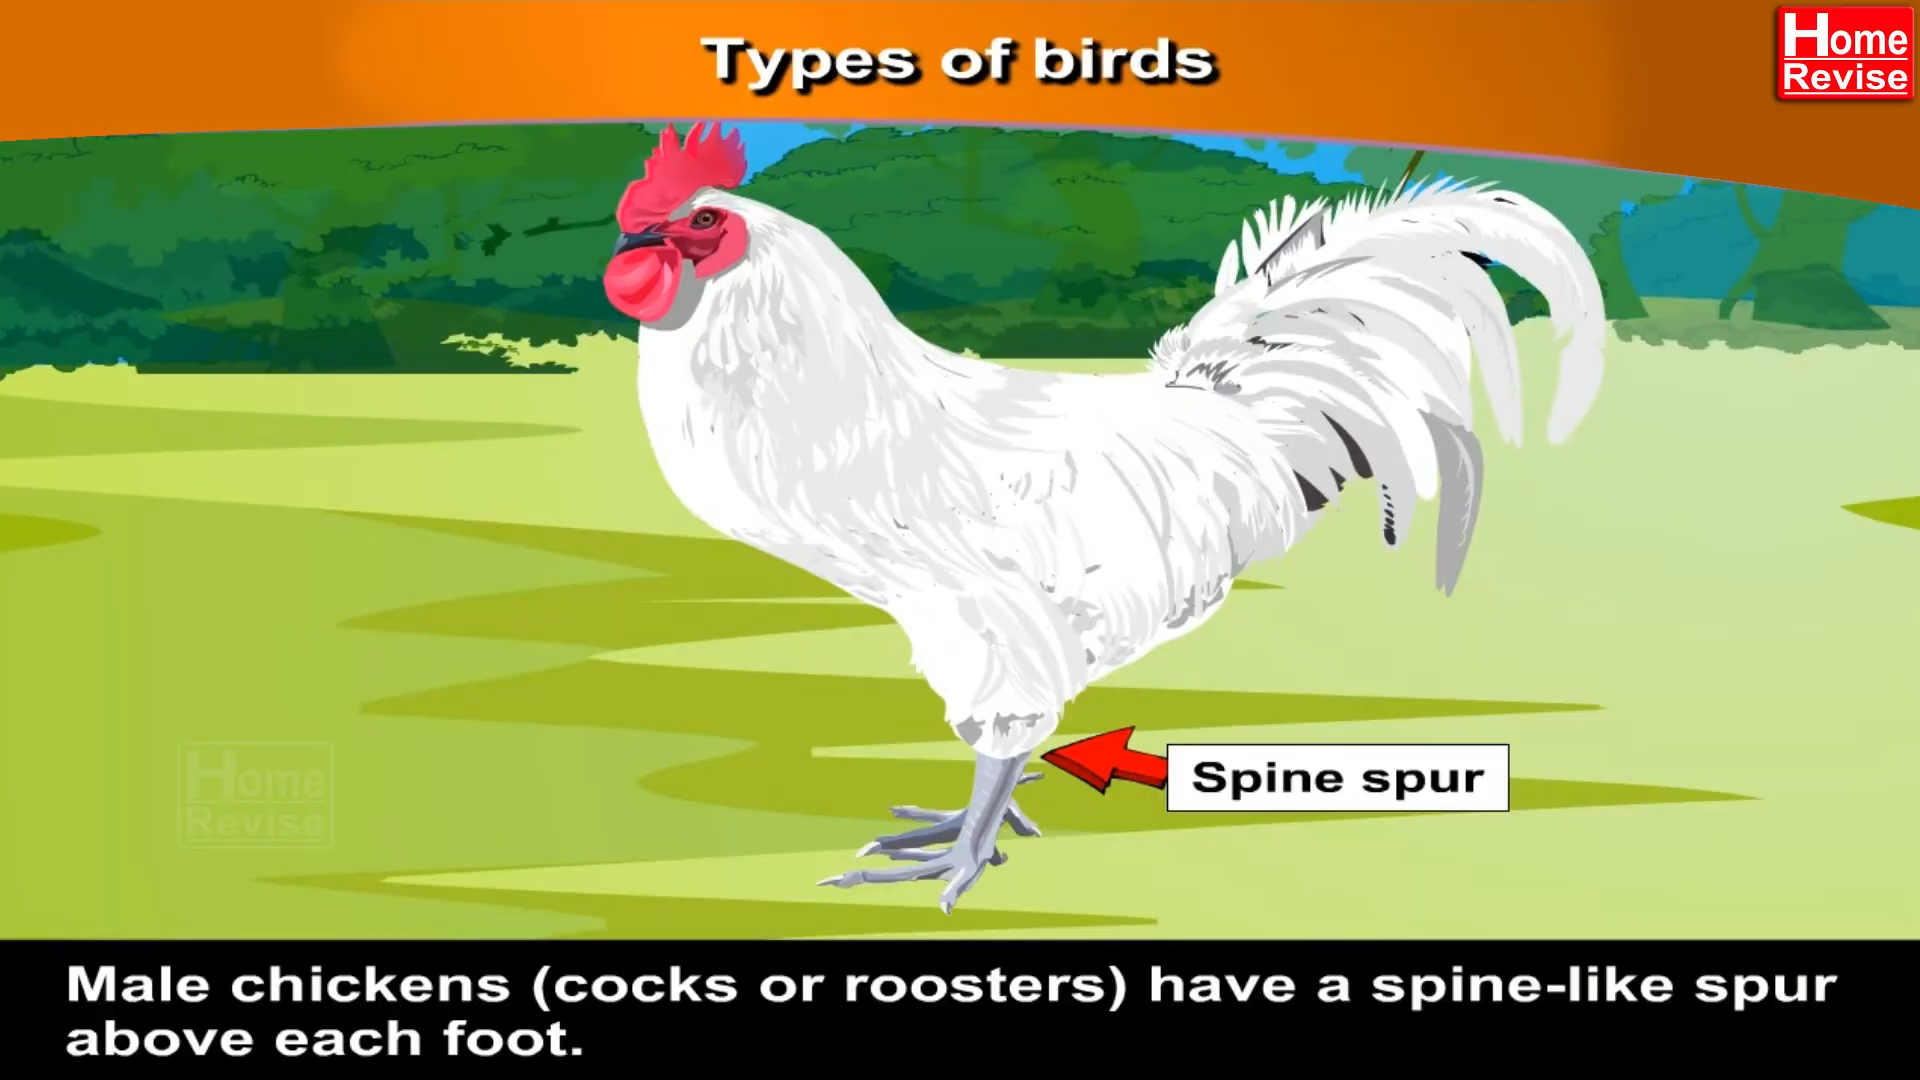 Types of birds
Home
Revise
Spine spur
Home
Revise
Male chickens (cocks or roosters) have a spine-like spur
above each foot.